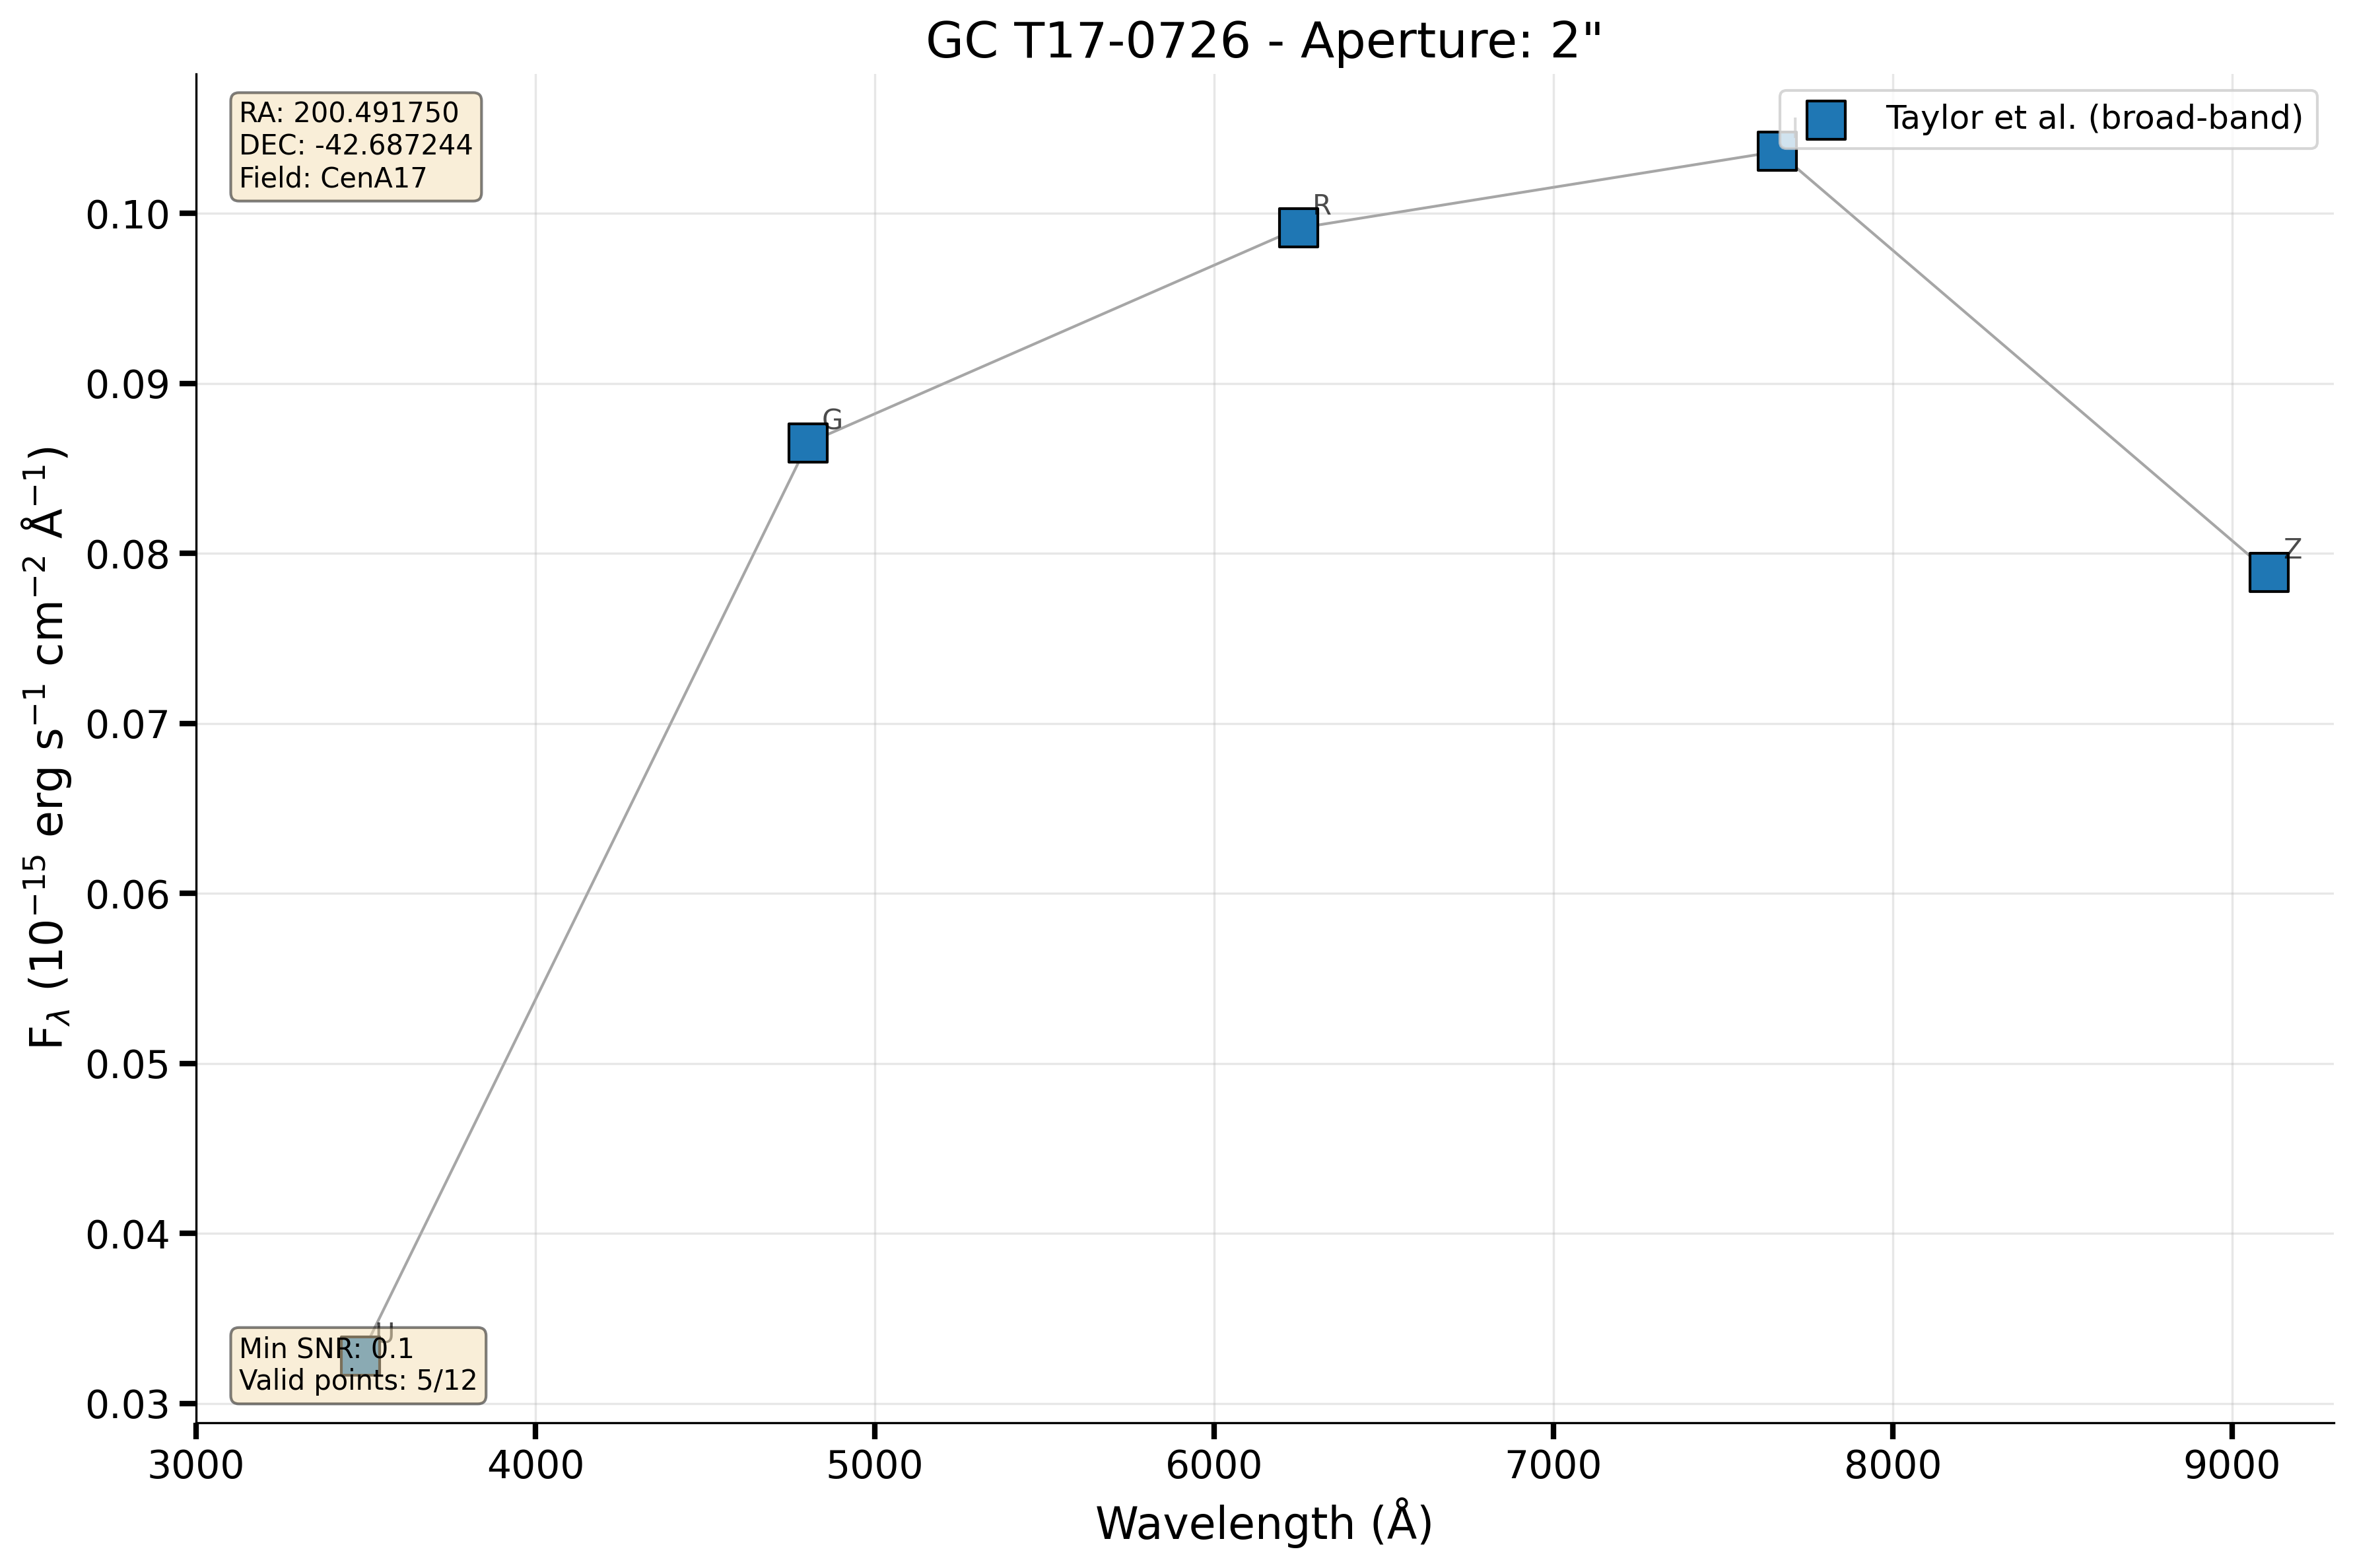 GC T17-0726 - Aperture: 2"
RA: 200.491750
DEC: -42.687244
Field: CenA17
Taylor et al. (broad-band)
I
R
G
Z
U
Min SNR: 0.1
Valid points: 5/12
0.10
0.09
0.08
0.07
0.06
0.05
0.04
0.03
F_λ (10⁻¹⁵ erg s⁻¹ cm⁻² Å⁻¹)
3000 4000 5000 6000 7000 8000 9000
Wavelength (Å)